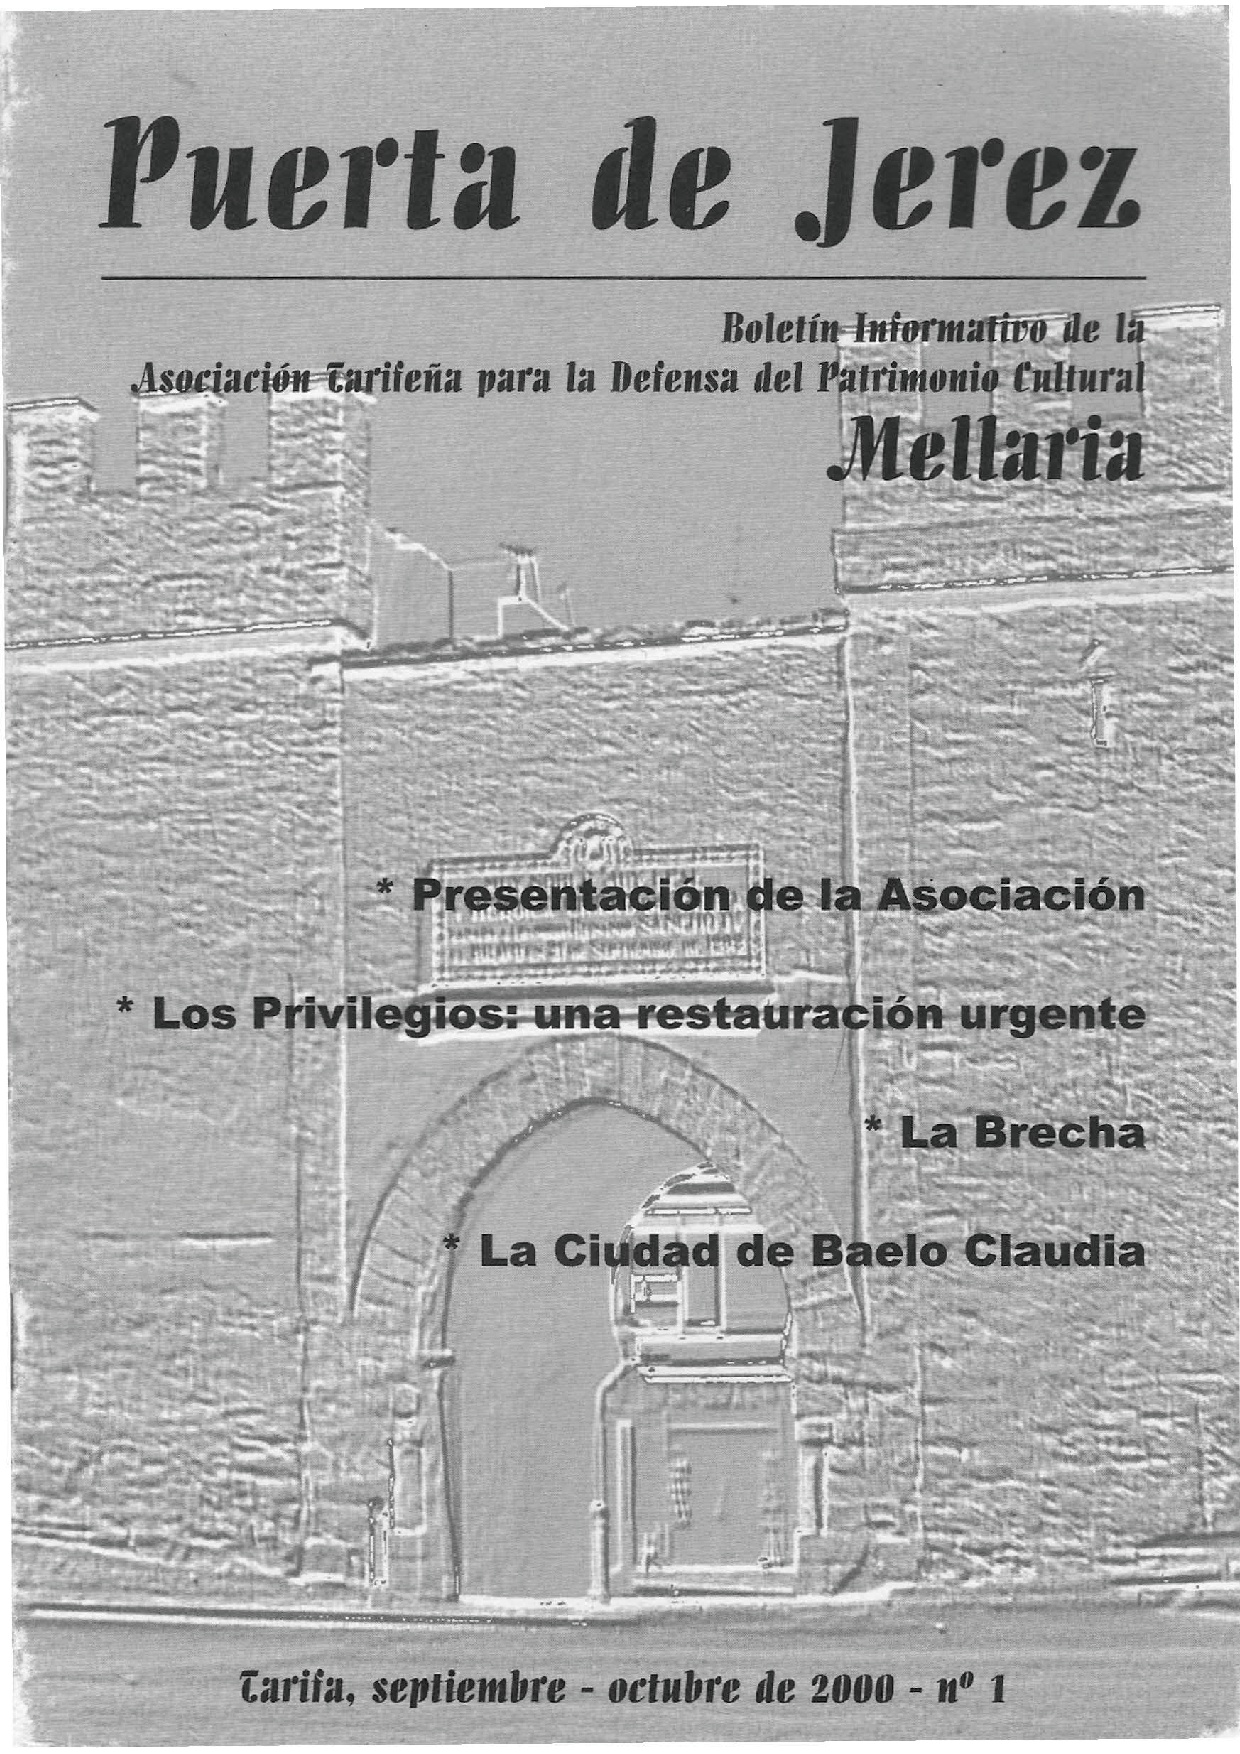 Puerta de Jerez
Boletín Informativo de la
Asociación Tarifeña para la Defensa del Patrimonio Cultural
Mellaria
* Presentación de la Asociación
SANCHO IV
* Los Privilegios: una restauración urgente
* La Brecha
* La Ciudad de Baelo Claudia
Tarifa, septiembre - octubre de 2000 - nº 1